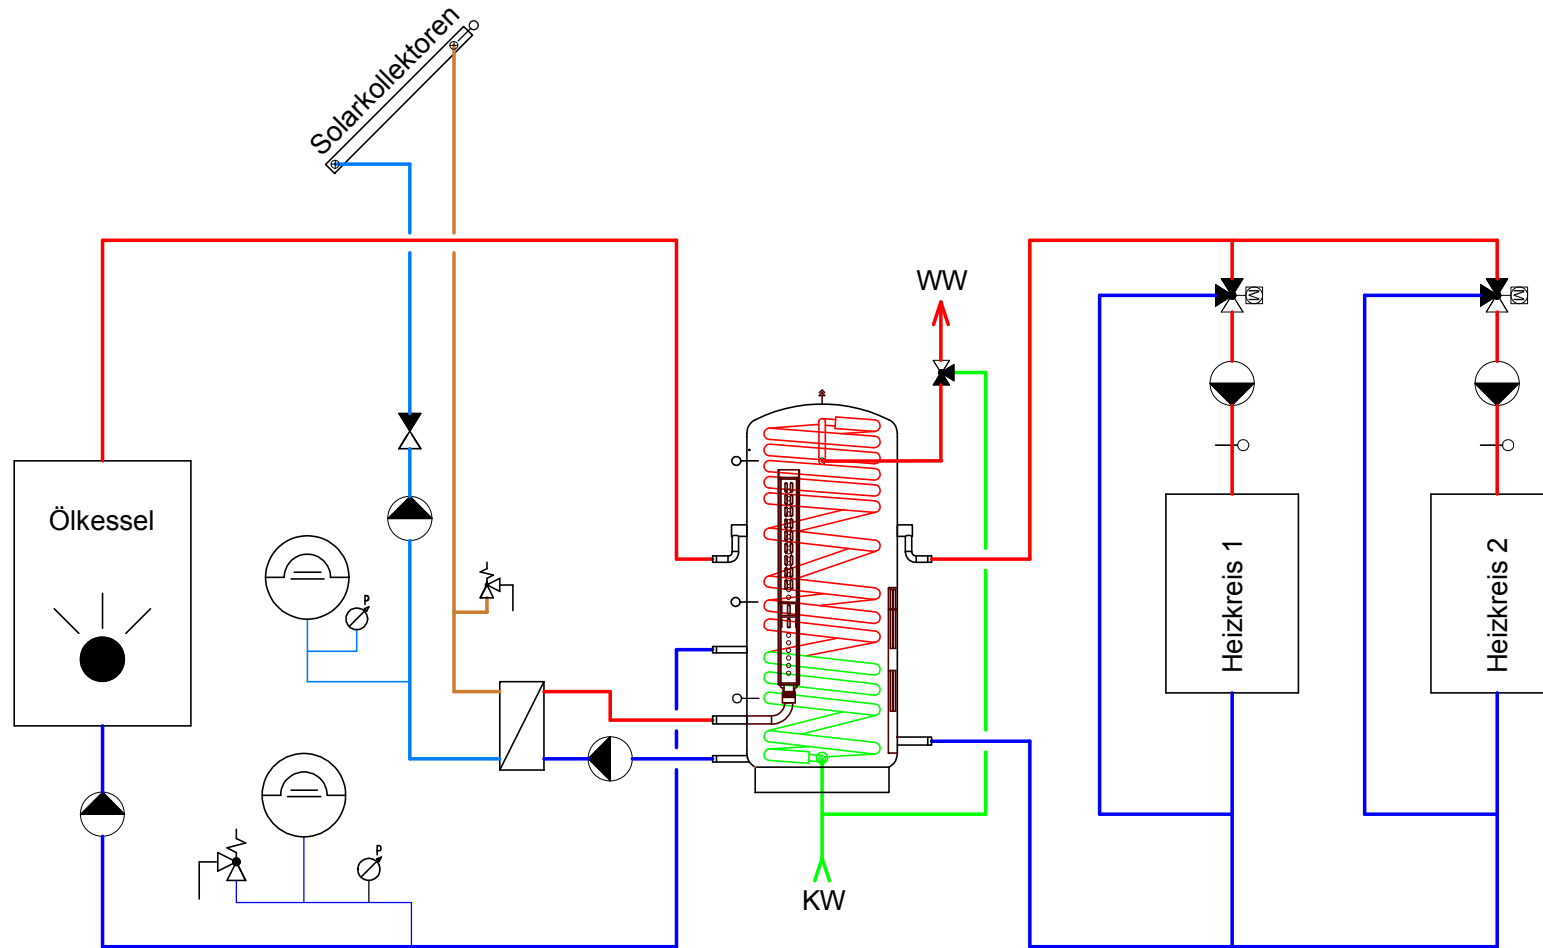 Solarkollektoren
WW
M
M
Ölkessel
P
Heizkreis 1
Heizkreis 2
P
KW